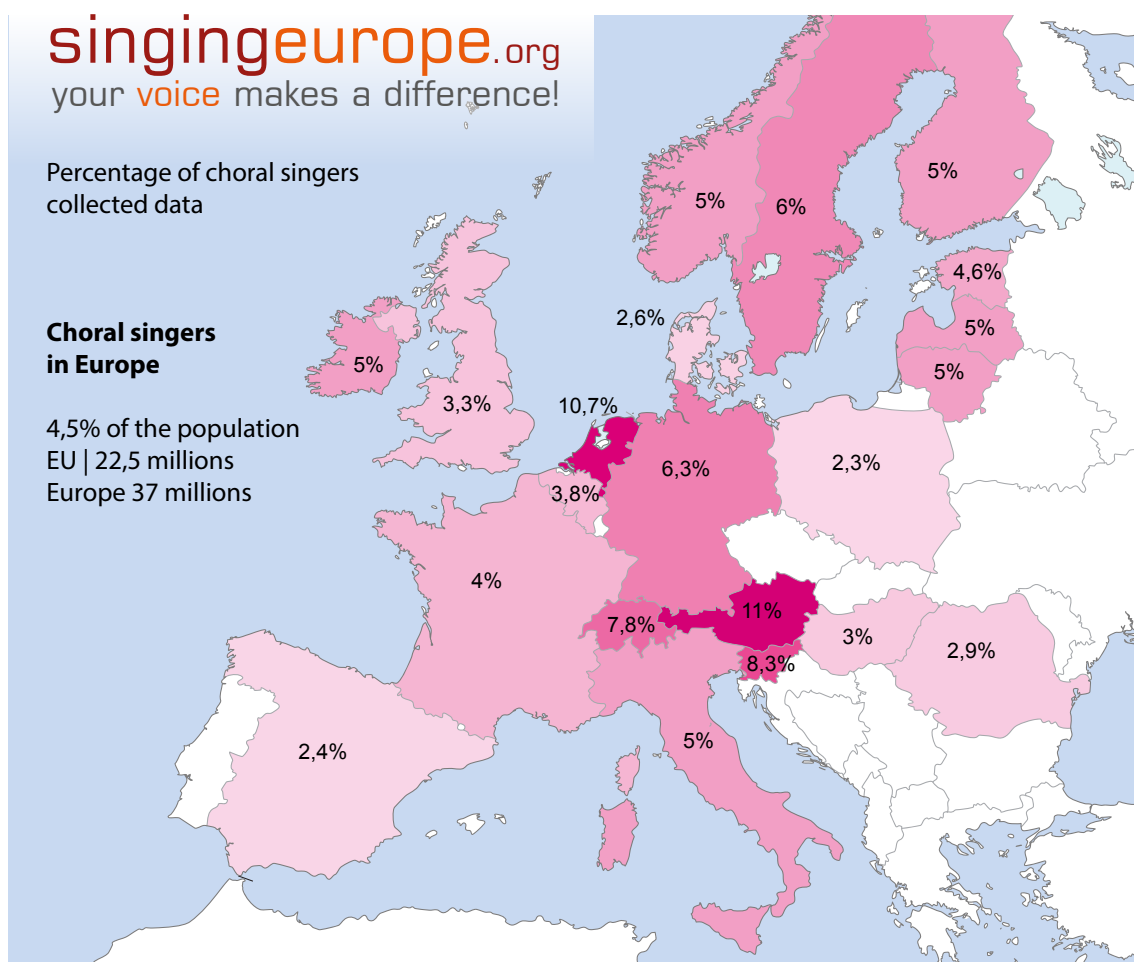 singingeurope.org
your voice makes a difference!
Percentage of choral singers
collected data
Choral singers
in Europe
4,5% of the population
EU | 22,5 millions
Europe 37 millions
5%
6%
5%
4,6%
5%
5%
2,6%
5%
3,3%
10,7%
6,3%
2,3%
3,8%
4%
7,8%
11%
3%
2,9%
8,3%
5%
2,4%